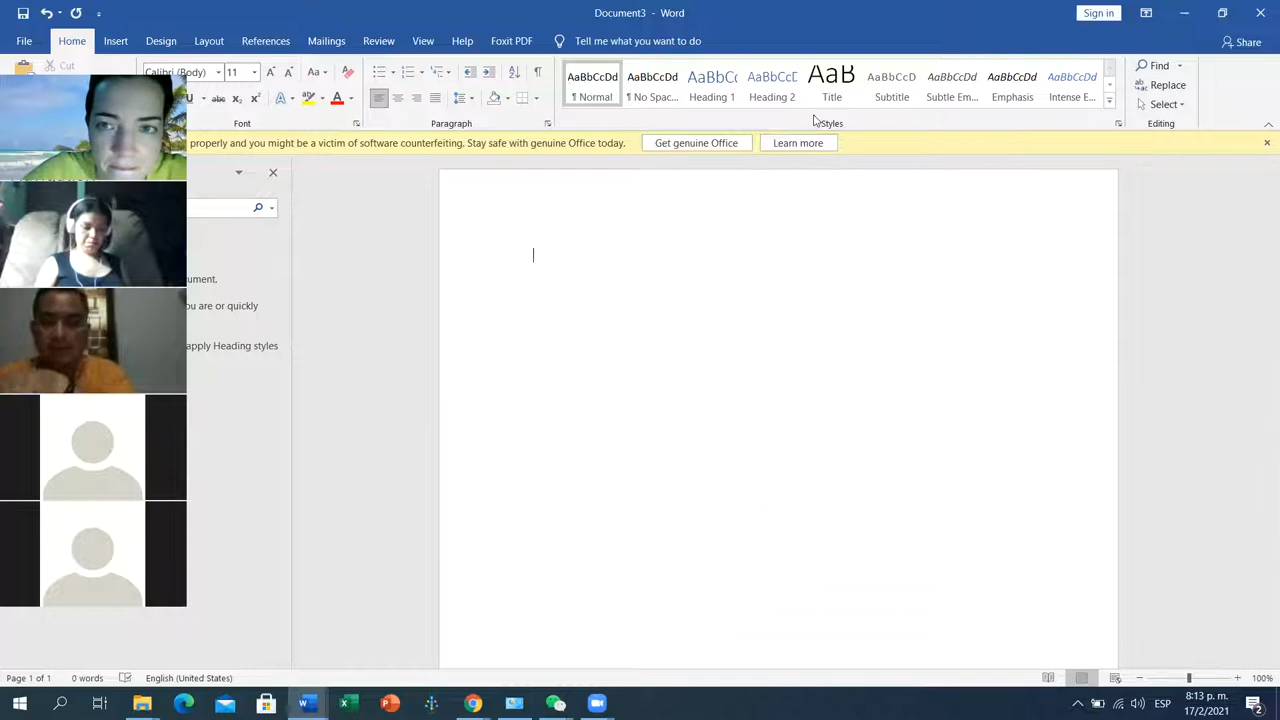 Document3 - Word
Sign in
File Home Insert Design Layout References Mailings Review View Help Foxit PDF Tell me what you want to do Share
Cut
Calibri (Body) 11
AaBbCcDd AaBbCcDd AaBbCc AaBbCcD AaB AaBbCcD AaBbCcDd AaBbCcDd AaBbCcDd
¶ Normal ¶ No Spac... Heading 1 Heading 2 Title Subtitle Subtle Em... Emphasis Intense E...
Find
Replace
Select
Font Paragraph Styles Editing
properly and you might be a victim of software counterfeiting. Stay safe with genuine Office today. Get genuine Office Learn more
you are or quickly
apply Heading styles
Page 1 of 1 0 words English (United States) 100%
ESP
8:13 p. m.
17/2/2021
2